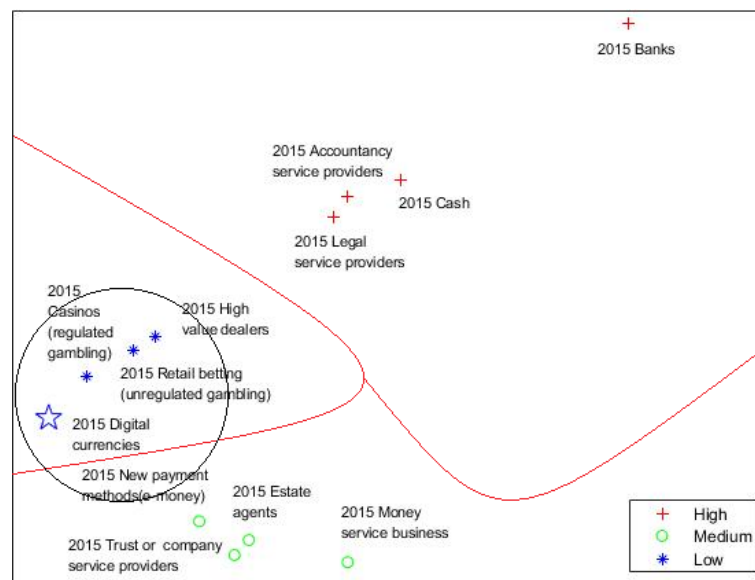 2015 Banks
2015 Accountancy
service providers
2015 Cash
2015 Legal
service providers
2015
Casinos
(regulated
gambling)
2015 High
value dealers
2015 Retail betting
(unregulated gambling)
2015 Digital
currencies
2015 New payment
methods(e-money)
2015 Estate
agents
2015 Money
service business
2015 Trust or company
service providers
High
Medium
Low